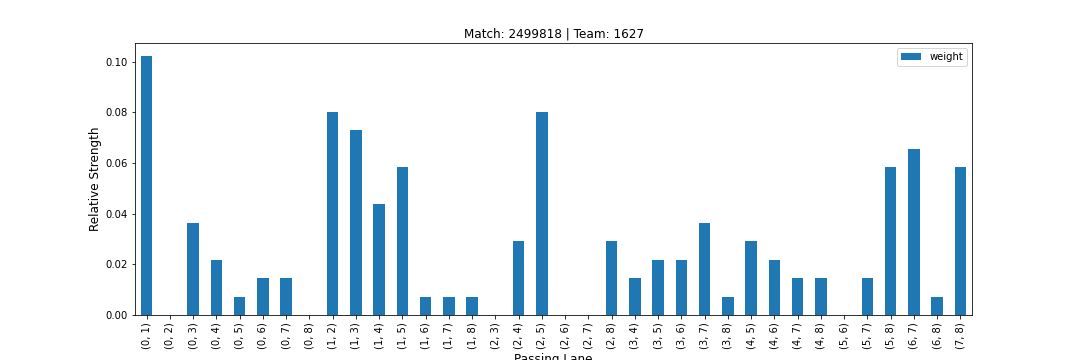 Match: 2499818 | Team: 1627
weight
Relative Strength
0.10
0.08
0.06
0.04
0.02
0.00
(0, 1) (0, 2) (0, 3) (0, 4) (0, 5) (0, 6) (0, 7) (0, 8) (1, 2) (1, 3) (1, 4) (1, 5) (1, 6) (1, 7) (1, 8) (2, 3) (2, 4) (2, 5) (2, 6) (2, 7) (2, 8) (3, 4) (3, 5) (3, 6) (3, 7) (3, 8) (4, 5) (4, 6) (4, 7) (4, 8) (5, 6) (5, 7) (5, 8) (6, 7) (6, 8) (7, 8)
Passing Lane